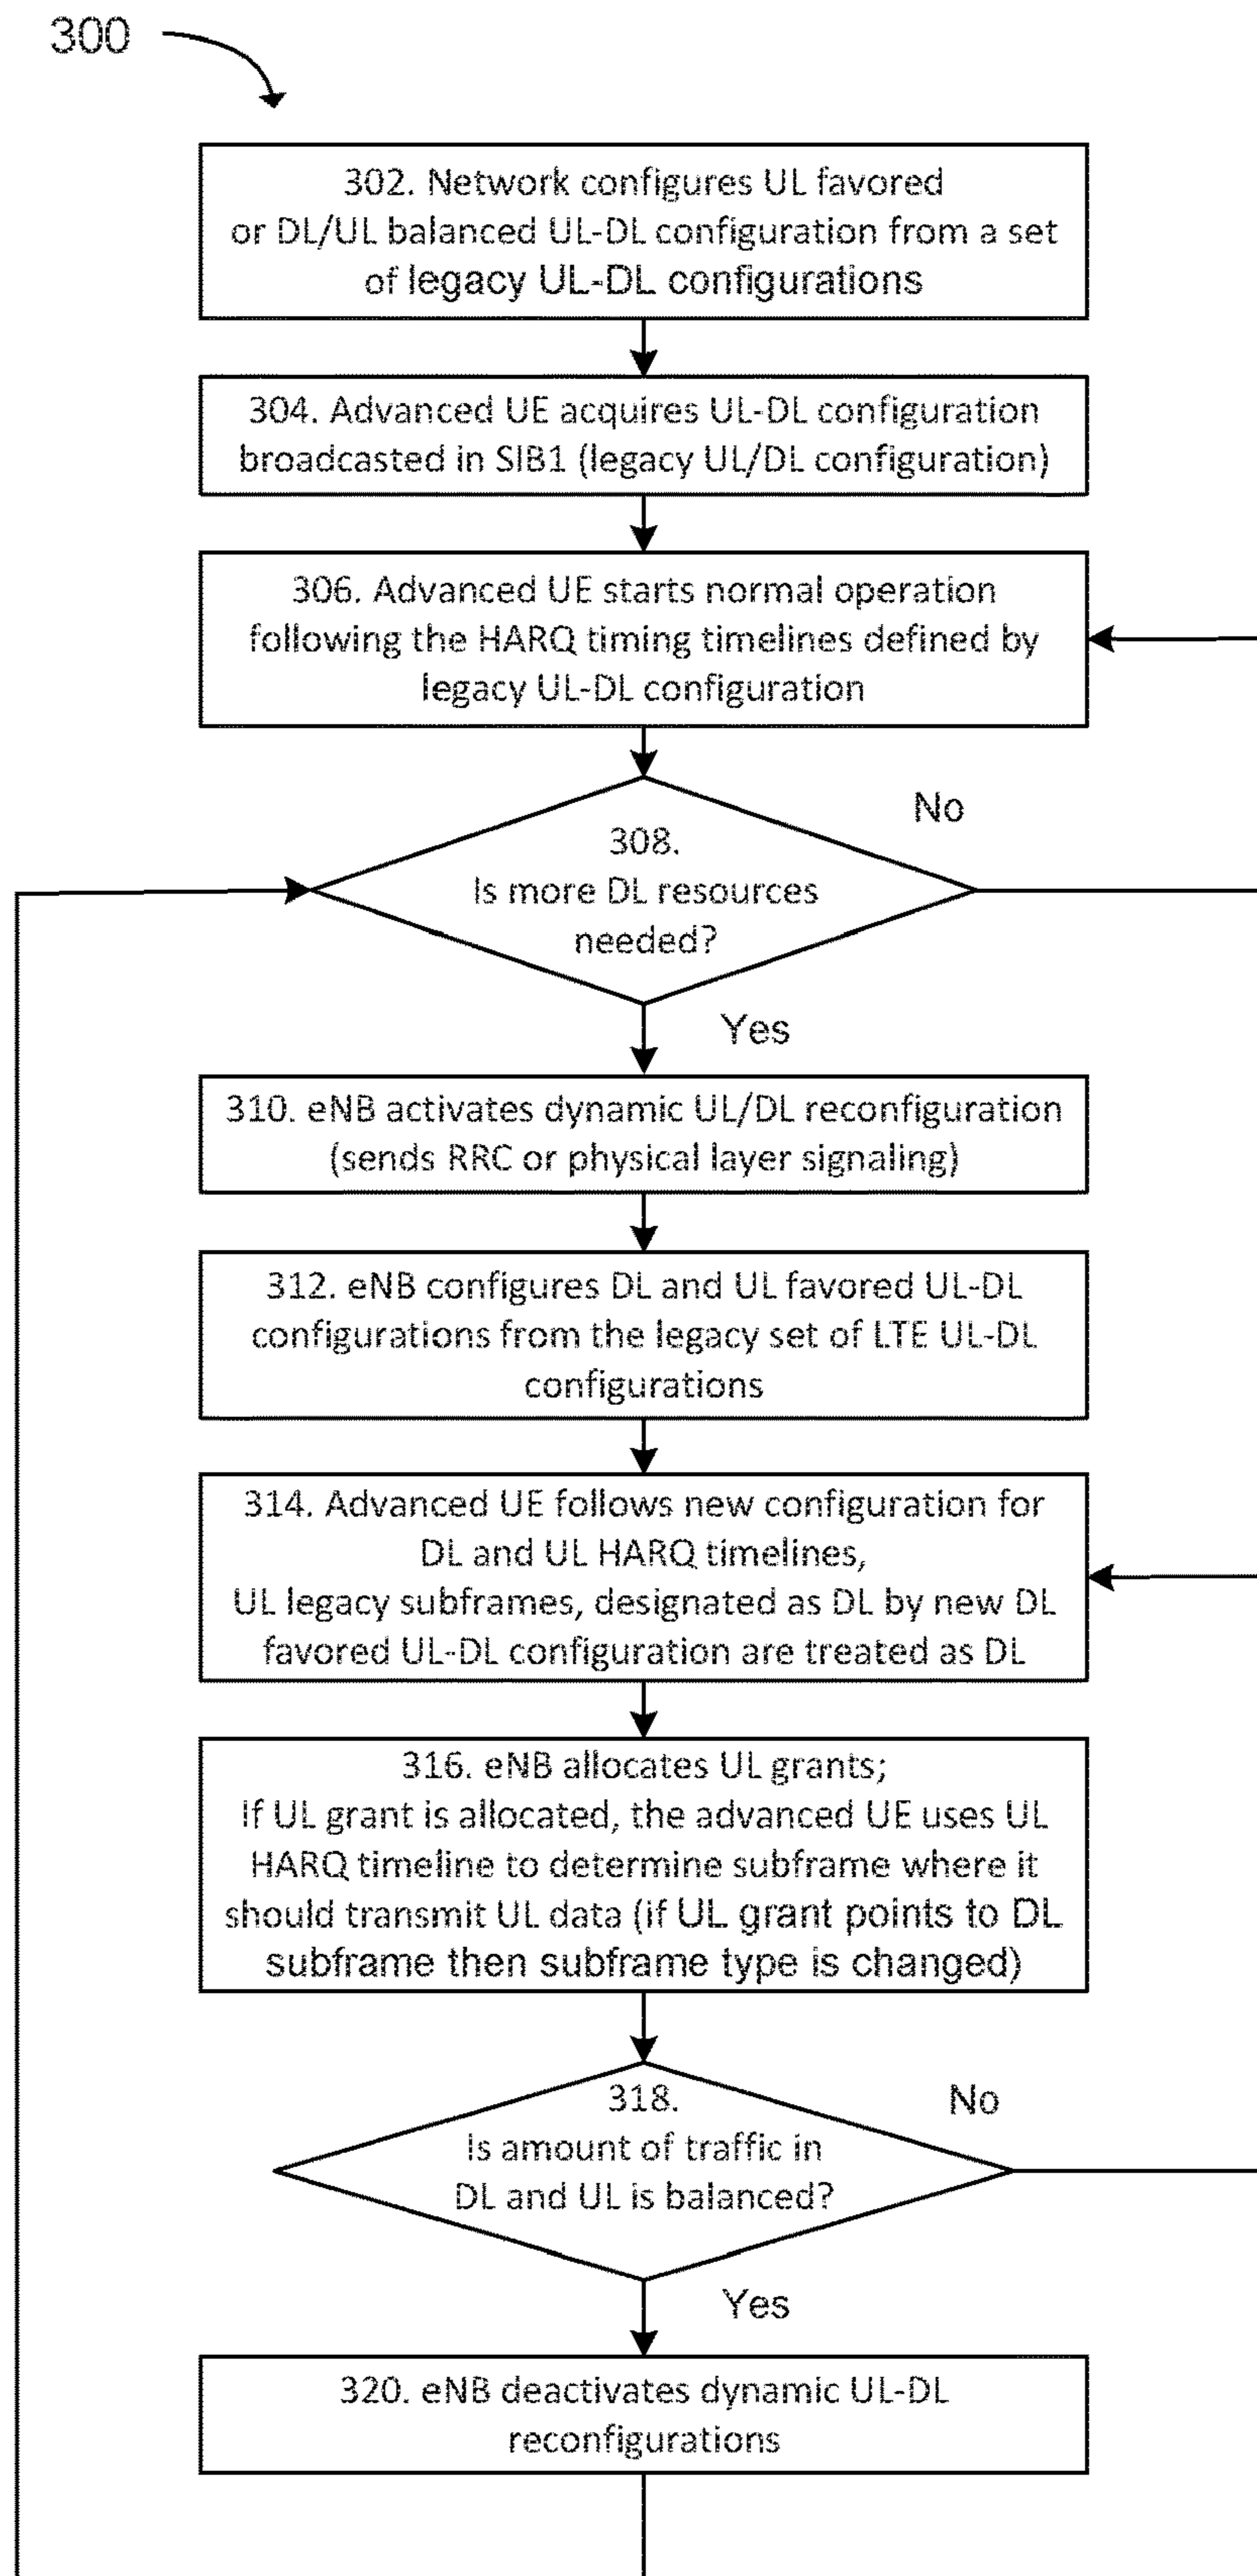 300
302. Network configures UL favored
or DL/UL balanced UL-DL configuration from a set
of legacy UL-DL configurations
304. Advanced UE acquires UL-DL configuration
broadcasted in SIB1 (legacy UL/DL configuration)
306. Advanced UE starts normal operation
following the HARQ timing timelines defined by
legacy UL-DL configuration
No
308.
Is more DL resources
needed?
Yes
310. eNB activates dynamic UL/DL reconfiguration
(sends RRC or physical layer signaling)
312. eNB configures DL and UL favored UL-DL
configurations from the legacy set of LTE UL-DL
configurations
314. Advanced UE follows new configuration for
DL and UL HARQ timelines,
UL legacy subframes, designated as DL by new DL
favored UL-DL configuration are treated as DL
316. eNB allocates UL grants;
If UL grant is allocated, the advanced UE uses UL
HARQ timeline to determine subframe where it
should transmit UL data (if UL grant points to DL
subframe then subframe type is changed)
318.
No
Is amount of traffic in
DL and UL is balanced?
Yes
320. eNB deactivates dynamic UL-DL
reconfigurations